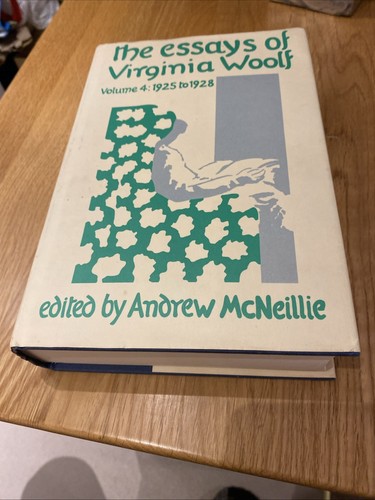 the essays of
Virginia Woolf
Volume 4: 1925 to 1928
edited by Andrew McNeillie